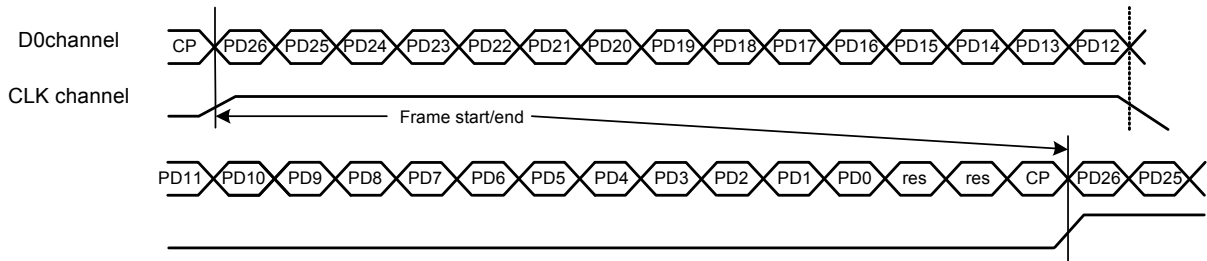 D0channel CP PD26 PD25 PD24 PD23 PD22 PD21 PD20 PD19 PD18 PD17 PD16 PD15 PD14 PD13 PD12
CLK channel
Frame start/end
PD11 PD10 PD9 PD8 PD7 PD6 PD5 PD4 PD3 PD2 PD1 PD0 res res CP PD26 PD25